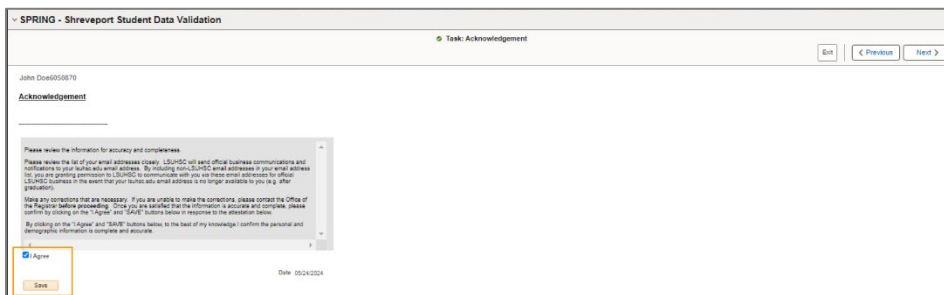 SPRING - Shreveport Student Data Validation
Task: Acknowledgement
Exit
Previous
Next
John Doe6050870
Acknowledgement
Please review the information for accuracy and completeness.
Please review the list of your email addresses closely. LSUHSC will send official business communications and
notifications to your lsuhsc.edu email address. By including non-LSUHSC email addresses in your email address
list, you are granting permission to LSUHSC to communicate with you via these email addresses for official
LSUHSC business in the event that your lsuhsc.edu email address is no longer available to you (e.g. after
graduation).
Make any corrections that are necessary. If you are unable to make the corrections, please contact the Office of
the Registrar before proceeding. Once you are satisfied that the information is accurate and complete, please
confirm by clicking on the "I Agree" and "SAVE" buttons below in response to the attestation below.
By clicking on the "I Agree" and "SAVE" buttons below, to the best of my knowledge I confirm the personal and
demographic information is complete and accurate.
I Agree
Date 05/24/2024
Save